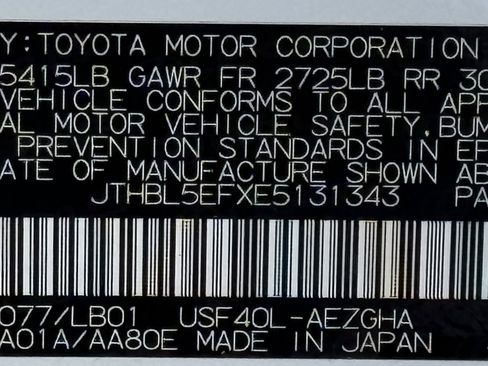 Y:TOYOTA MOTOR CORPORATION
5415LB GAWR FR 2725LB RR 30
VEHICLE CONFORMS TO ALL APP
AL MOTOR VEHICLE SAFETY, BUM
PREVENTION STANDARDS IN EF
ATE OF MANUFACTURE SHOWN AB
JTHBL5EFXE5131343 PA
077/LB01 USF40L-AEZGHA
A01A/AA80E MADE IN JAPAN